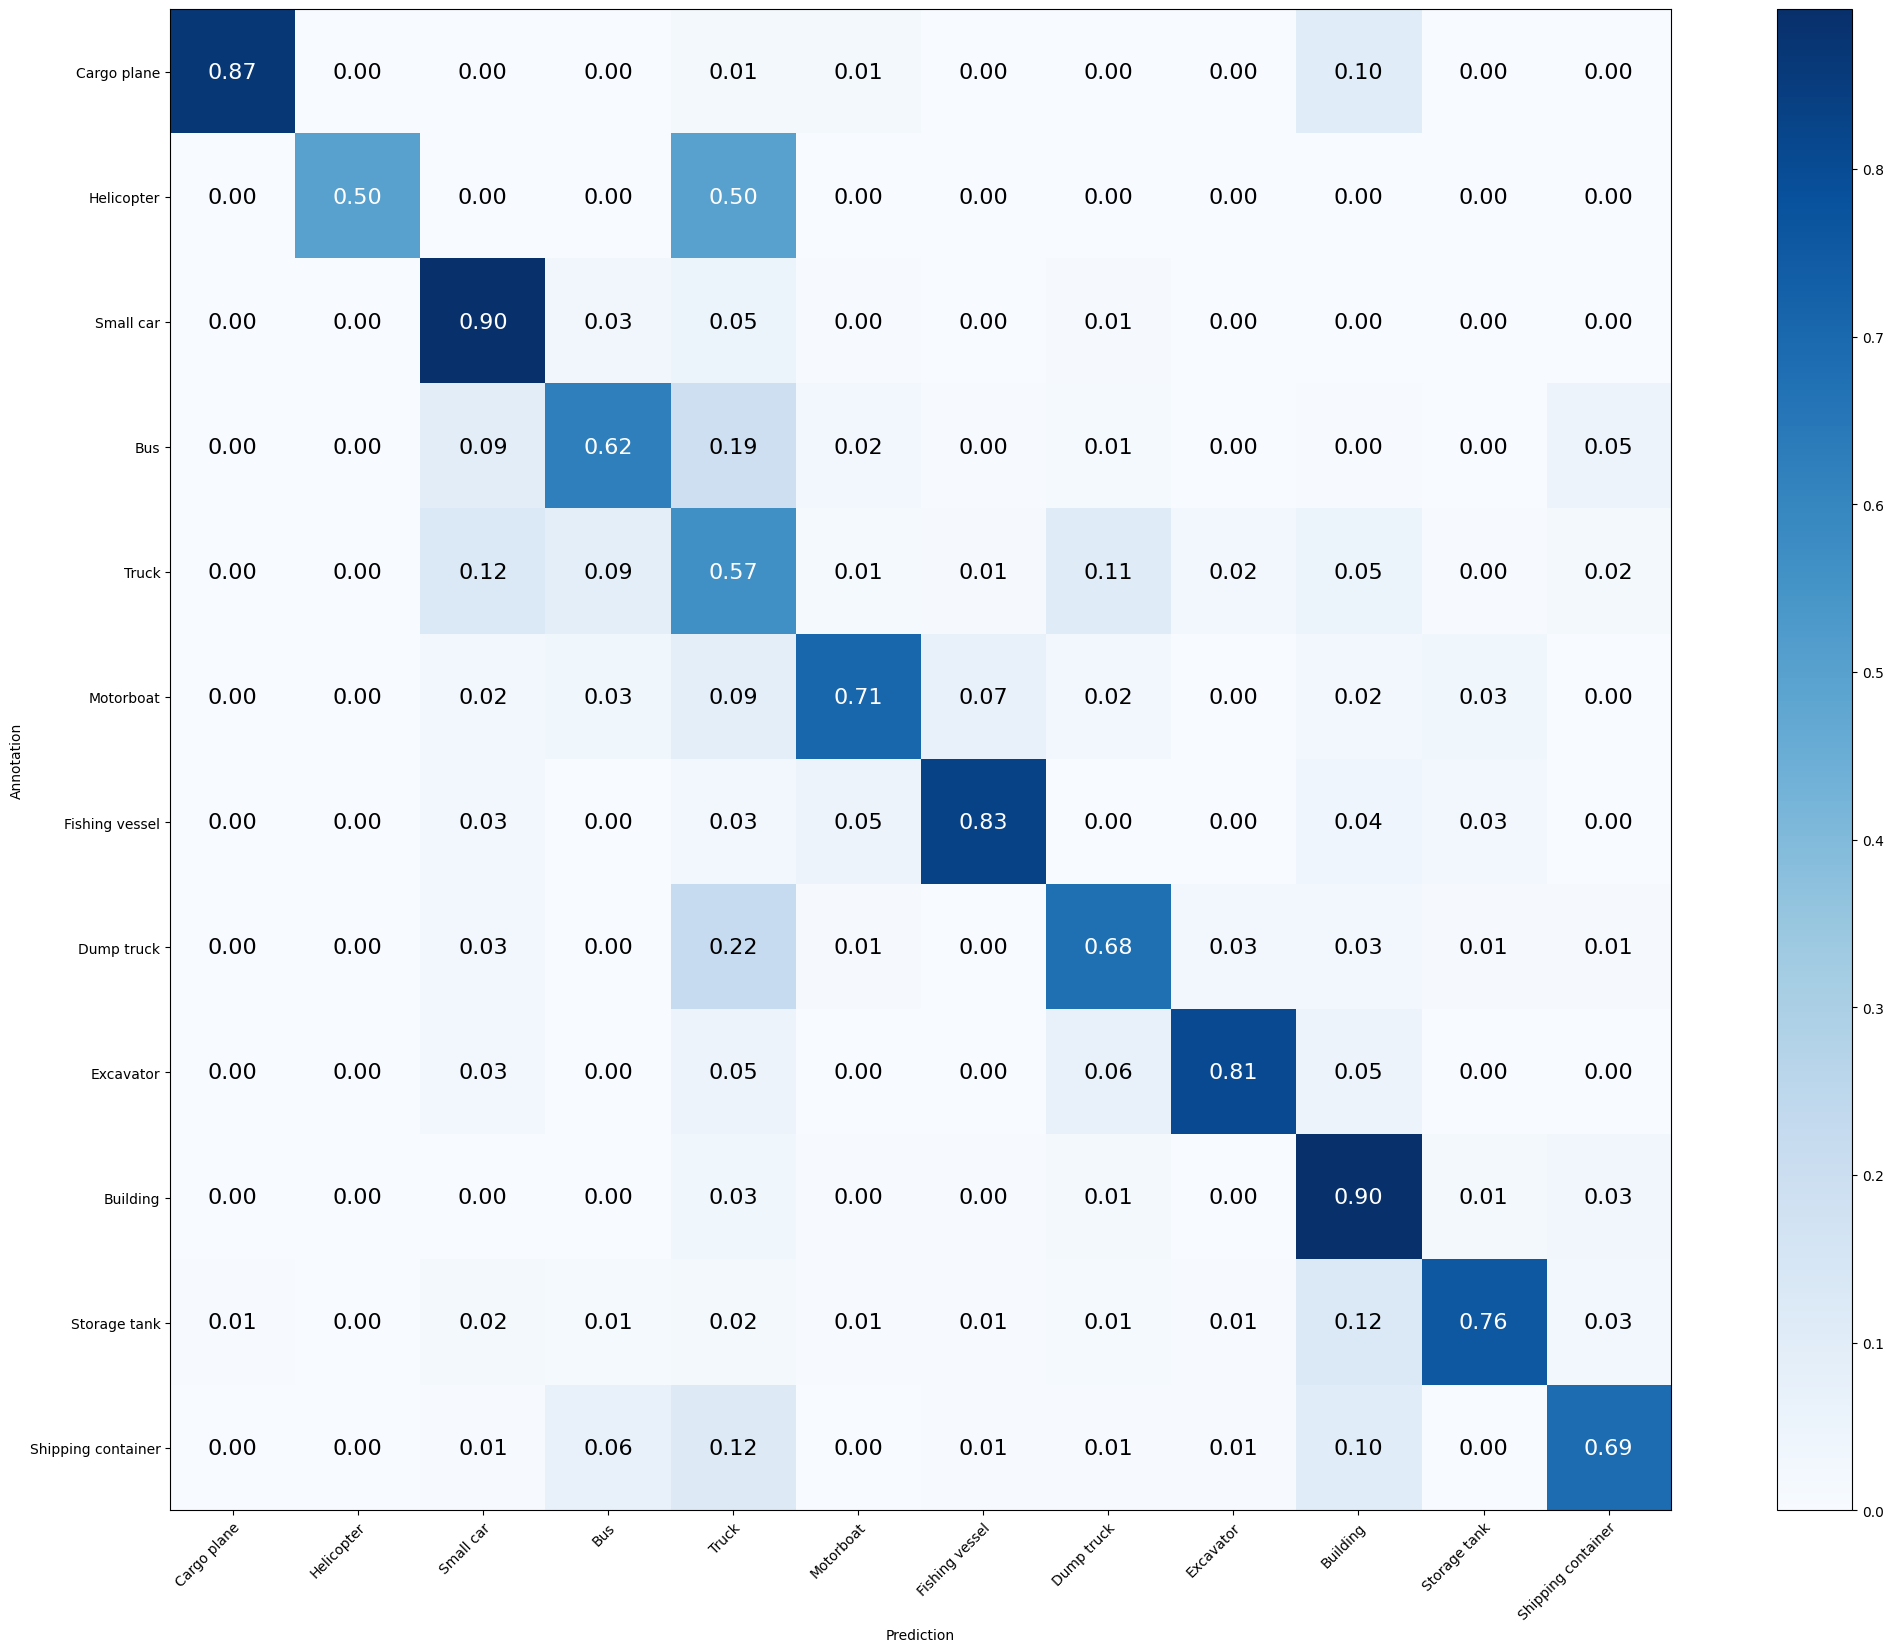 Cargo plane 0.87 0.00 0.00 0.00 0.01 0.01 0.00 0.00 0.00 0.10 0.00 0.00
Helicopter 0.00 0.50 0.00 0.00 0.50 0.00 0.00 0.00 0.00 0.00 0.00 0.00
Small car 0.00 0.00 0.90 0.03 0.05 0.00 0.00 0.01 0.00 0.00 0.00 0.00
Bus 0.00 0.00 0.09 0.62 0.19 0.02 0.00 0.01 0.00 0.00 0.00 0.05
Truck 0.00 0.00 0.12 0.09 0.57 0.01 0.01 0.11 0.02 0.05 0.00 0.02
Motorboat 0.00 0.00 0.02 0.03 0.09 0.71 0.07 0.02 0.00 0.02 0.03 0.00
Fishing vessel 0.00 0.00 0.03 0.00 0.03 0.05 0.83 0.00 0.00 0.04 0.03 0.00
Dump truck 0.00 0.00 0.03 0.00 0.22 0.01 0.00 0.68 0.03 0.03 0.01 0.01
Excavator 0.00 0.00 0.03 0.00 0.05 0.00 0.00 0.06 0.81 0.05 0.00 0.00
Building 0.00 0.00 0.00 0.00 0.03 0.00 0.00 0.01 0.00 0.90 0.01 0.03
Storage tank 0.01 0.00 0.02 0.01 0.02 0.01 0.01 0.01 0.01 0.12 0.76 0.03
Shipping container 0.00 0.00 0.01 0.06 0.12 0.00 0.01 0.01 0.01 0.10 0.00 0.69
Annotation
Cargo plane Helicopter Small car Bus Truck Motorboat Fishing vessel Dump truck Excavator Building Storage tank Shipping container
Prediction
0.8
0.7
0.6
0.5
0.4
0.3
0.2
0.1
0.0